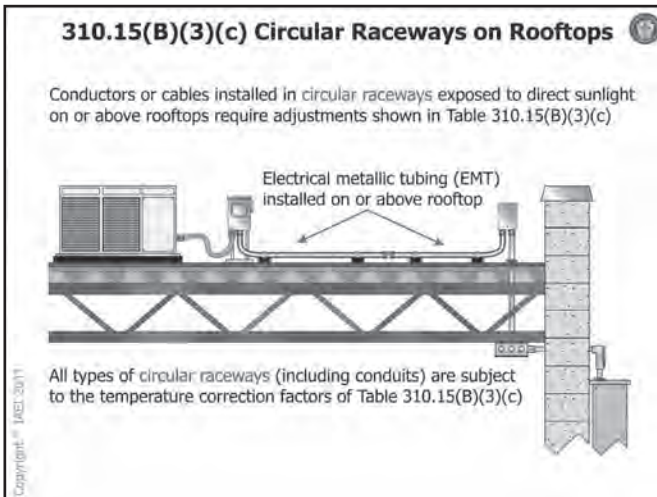 310.15(B)(3)(c) Circular Raceways on Rooftops
Conductors or cables installed in circular raceways exposed to direct sunlight
on or above rooftops require adjustments shown in Table 310.15(B)(3)(c)
Electrical metallic tubing (EMT)
installed on or above rooftop
All types of circular raceways (including conduits) are subject
to the temperature correction factors of Table 310.15(B)(3)(c)
Copyright © IAEI 2011